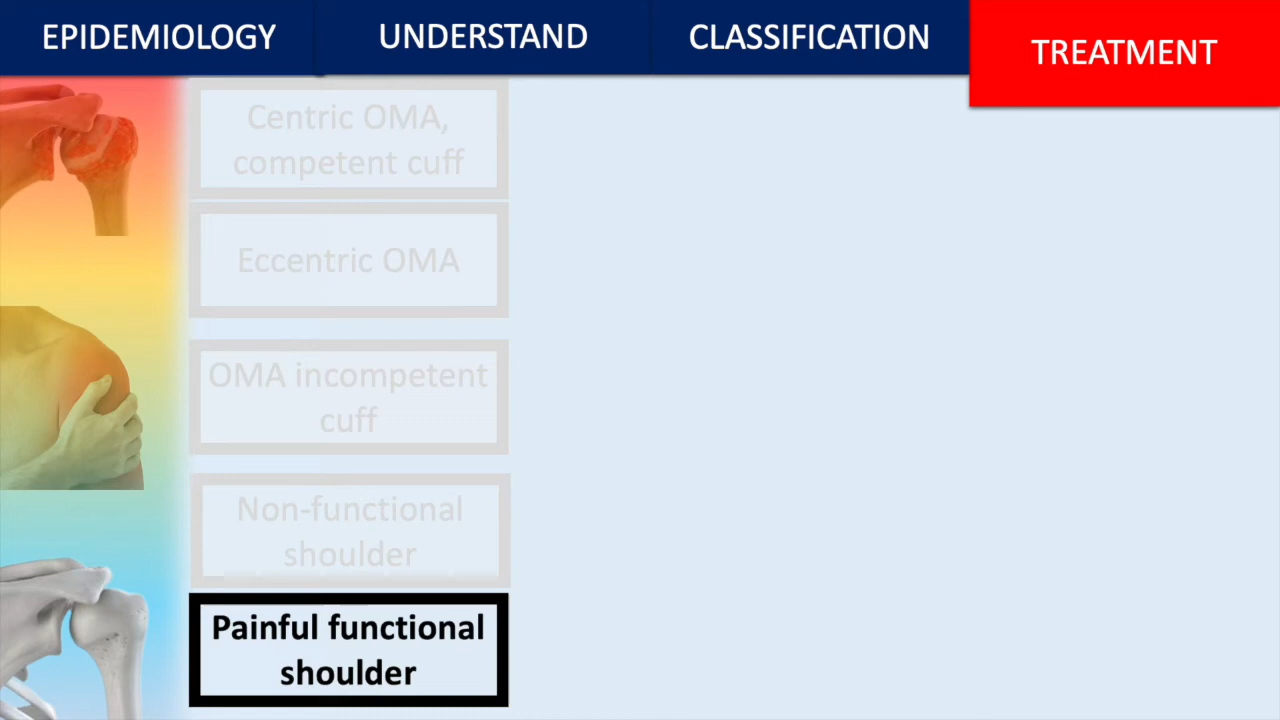 EPIDEMIOLOGY
UNDERSTAND
CLASSIFICATION
TREATMENT
Centric OMA,
competent cuff
Eccentric OMA
OMA incompetent
cuff
Non-functional
shoulder
Painful functional
shoulder